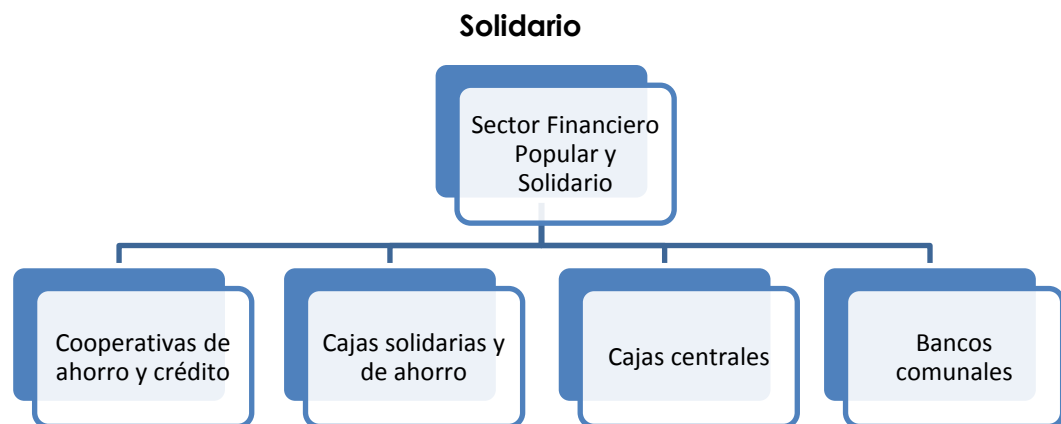 Solidario
Sector Financiero
Popular y
Solidario
Cooperativas de
ahorro y crédito
Cajas solidarias y
de ahorro
Cajas centrales
Bancos
comunales